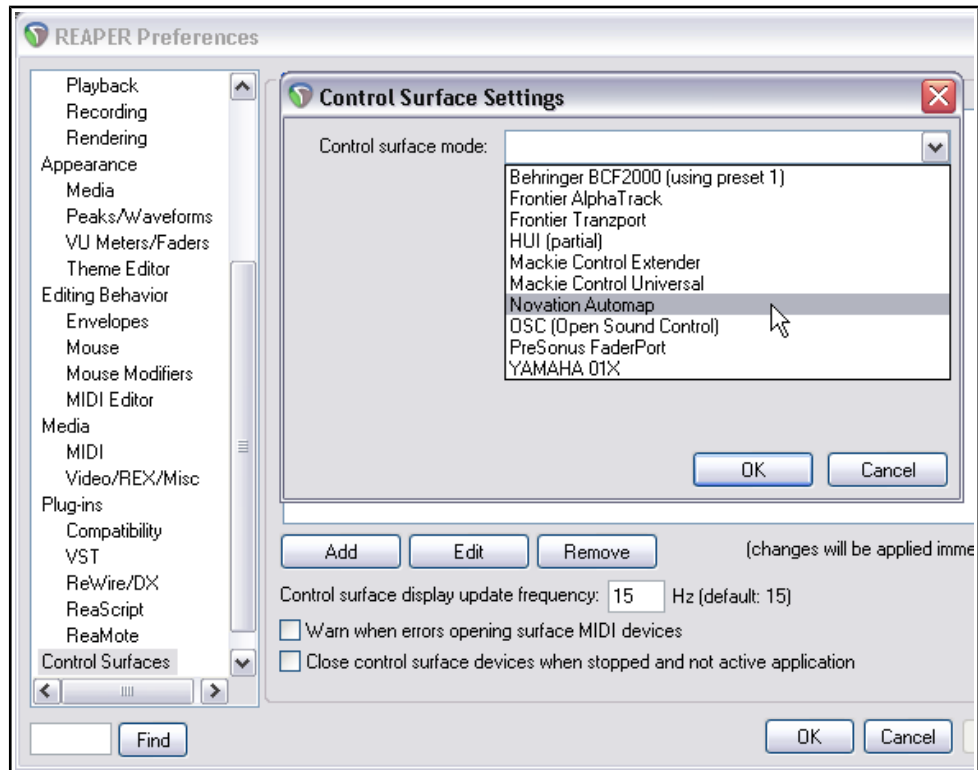 REAPER Preferences
Playback
Recording
Rendering
Appearance
Media
Peaks/Waveforms
VU Meters/Faders
Theme Editor
Editing Behavior
Envelopes
Mouse
Mouse Modifiers
MIDI Editor
Media
MIDI
Video/REX/Misc
Plug-ins
Compatibility
VST
ReWire/DX
ReaScript
ReaMote
Control Surfaces
Find
Control Surface Settings
Control surface mode:
Behringer BCF2000 (using preset 1)
Frontier AlphaTrack
Frontier Tranzport
HUI (partial)
Mackie Control Extender
Mackie Control Universal
Novation Automap
OSC (Open Sound Control)
PreSonus FaderPort
YAMAHA 01X
OK Cancel
Add Edit Remove (changes will be applied imme
Control surface display update frequency: 15 Hz (default: 15)
Warn when errors opening surface MIDI devices
Close control surface devices when stopped and not active application
OK Cancel